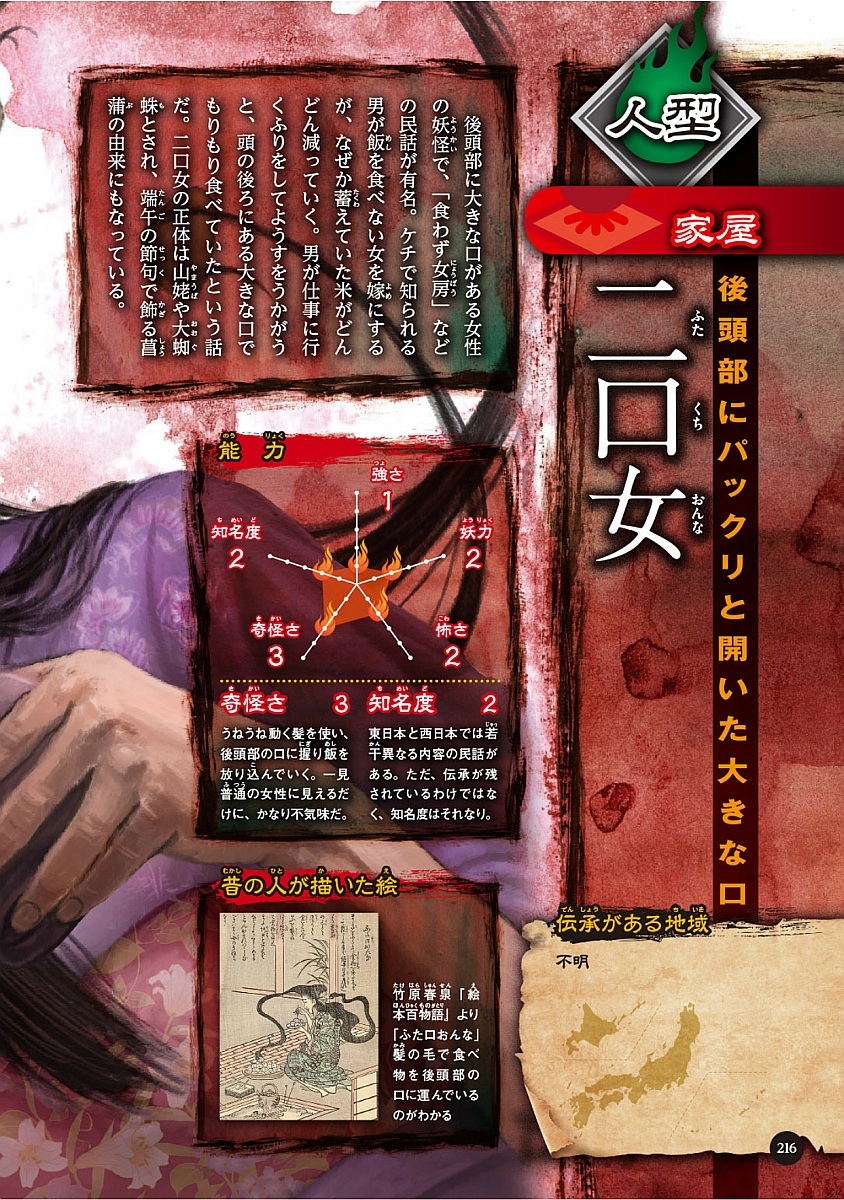 人型
家屋
後頭部にパックリと開いた大きな口
二口女
ふた くち おんな
後頭部に大きな口がある女性
の妖怪で、「食わず女房」など
の民話が有名。ケチで知られる
男が飯を食べない女を嫁にする
が、なぜか蓄えていた米がどん
どん減っていく。男が仕事に行
くふりをしてようすをうかがう
と、頭の後ろにある大きな口で
もりもり食べていたという話
だ。二口女の正体は山姥や大蜘
蛛とされ、端午の節句で飾る菖
蒲の由来にもなっている。
能力
強さ
1
知名度
2
妖力
2
奇怪さ
3
怖さ
2
奇怪さ 3
うねうね動く髪を使い、
後頭部の口に握り飯を
放り込んでいく。一見
普通の女性に見えるだ
けに、かなり不気味だ。
知名度 2
東日本と西日本では若
干異なる内容の民話が
ある。ただ、伝承が残
されているわけではな
く、知名度はそれなり。
昔の人が描いた絵
竹原春泉「絵
本百物語」より
「ふた口おんな」
髪の毛で食べ
物を後頭部の
口に運んでいる
のがわかる
伝承がある地域
不明
216